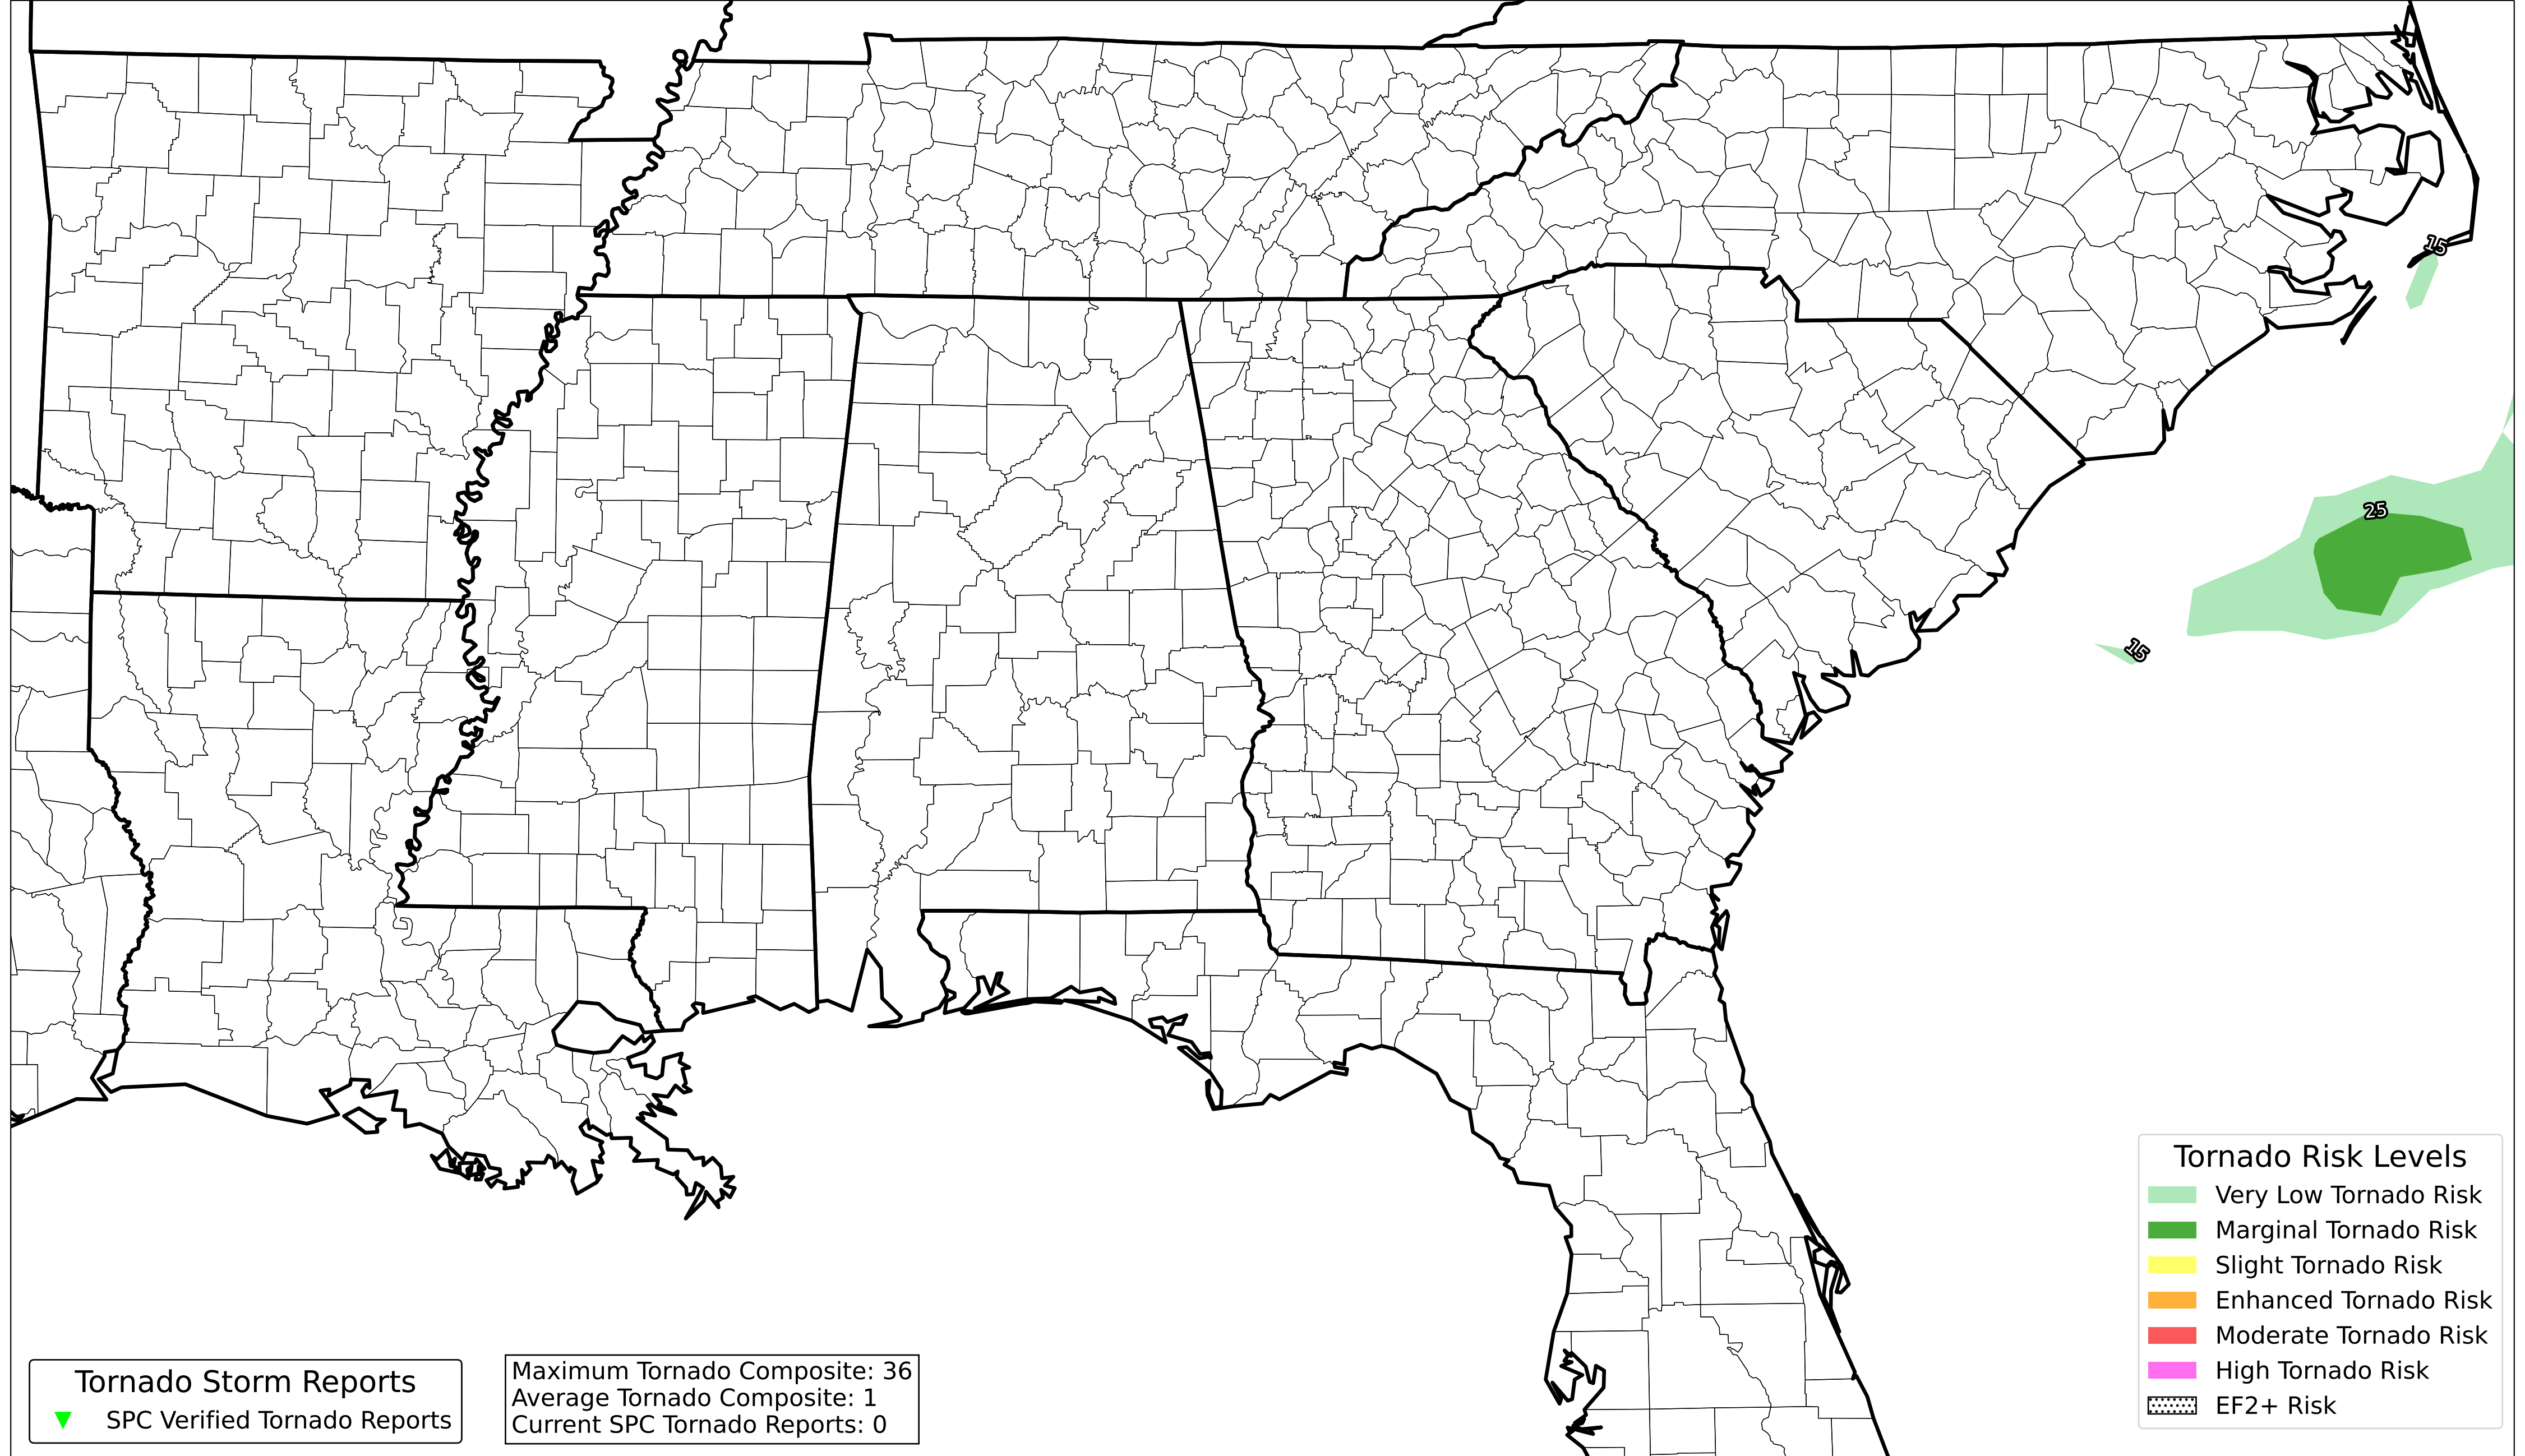 15
25
15
Tornado Risk Levels
Very Low Tornado Risk
Marginal Tornado Risk
Slight Tornado Risk
Enhanced Tornado Risk
Moderate Tornado Risk
High Tornado Risk
EF2+ Risk
Tornado Storm Reports
SPC Verified Tornado Reports
Maximum Tornado Composite: 36
Average Tornado Composite: 1
Current SPC Tornado Reports: 0